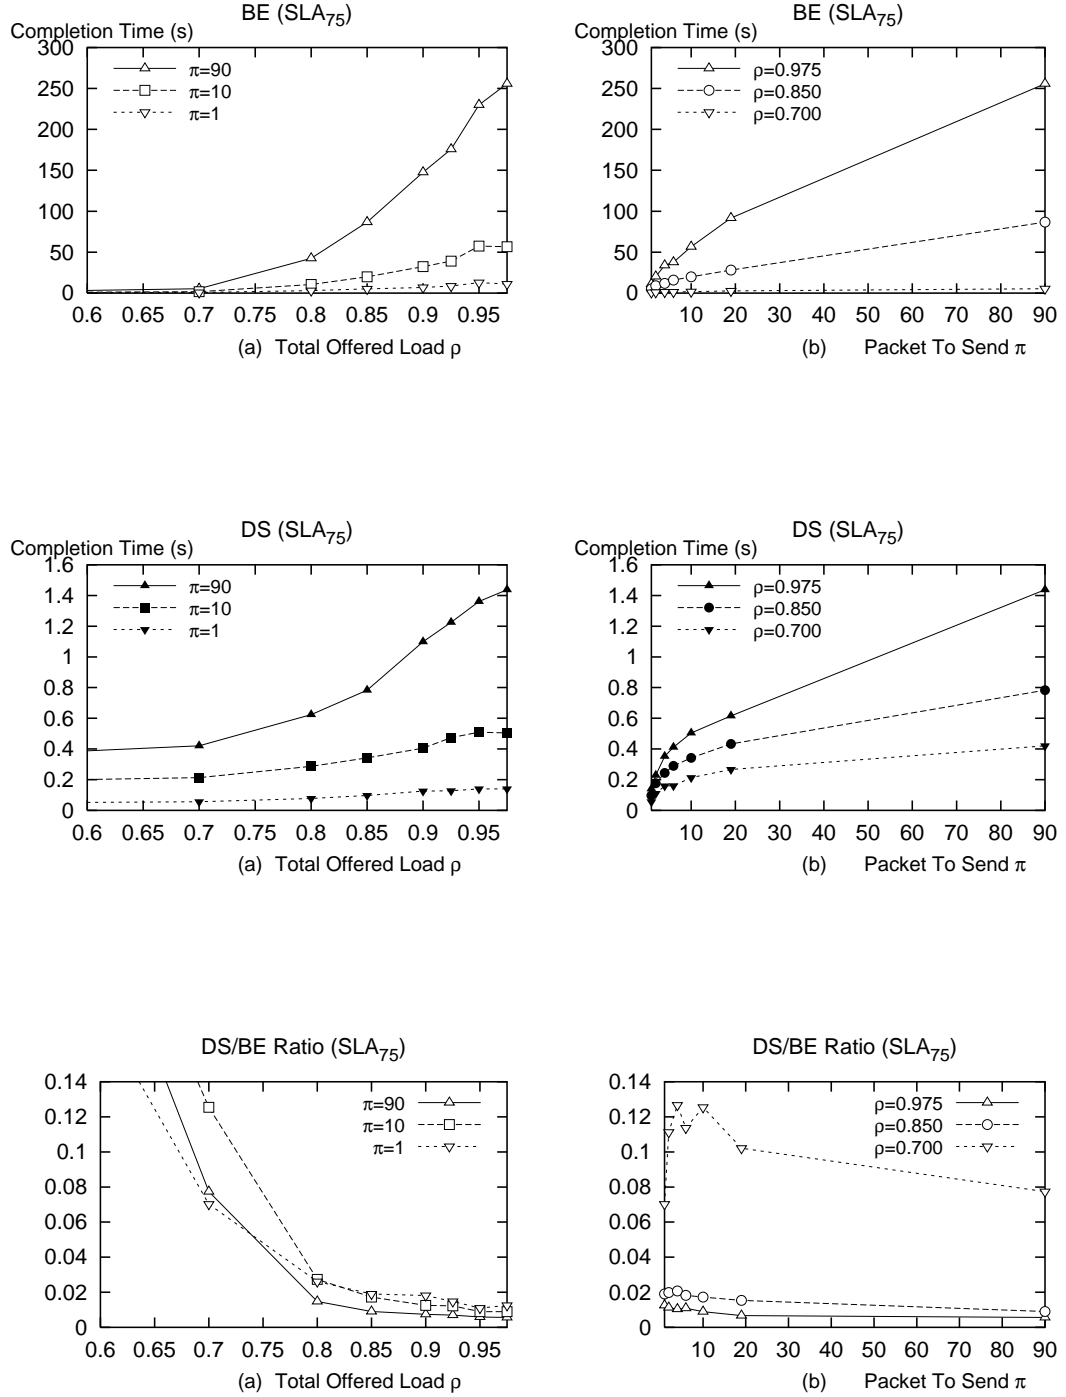 BE (SLA75)
Completion Time (s)
300
250
200
150
100
50
0
π=90
π=10
π=1
0.6 0.65 0.7 0.75 0.8 0.85 0.9 0.95
(a) Total Offered Load ρ
BE (SLA75)
Completion Time (s)
300
250
200
150
100
50
0
ρ=0.975
ρ=0.850
ρ=0.700
10 20 30 40 50 60 70 80 90
(b) Packet To Send π
DS (SLA75)
Completion Time (s)
1.6
1.4
1.2
1
0.8
0.6
0.4
0.2
0
π=90
π=10
π=1
0.6 0.65 0.7 0.75 0.8 0.85 0.9 0.95
(a) Total Offered Load ρ
DS (SLA75)
Completion Time (s)
1.6
1.4
1.2
1
0.8
0.6
0.4
0.2
0
ρ=0.975
ρ=0.850
ρ=0.700
10 20 30 40 50 60 70 80 90
(b) Packet To Send π
DS/BE Ratio (SLA75)
0.14
0.12
0.1
0.08
0.06
0.04
0.02
0
π=90
π=10
π=1
0.6 0.65 0.7 0.75 0.8 0.85 0.9 0.95
(a) Total Offered Load ρ
DS/BE Ratio (SLA75)
0.14
0.12
0.1
0.08
0.06
0.04
0.02
0
ρ=0.975
ρ=0.850
ρ=0.700
10 20 30 40 50 60 70 80 90
(b) Packet To Send π